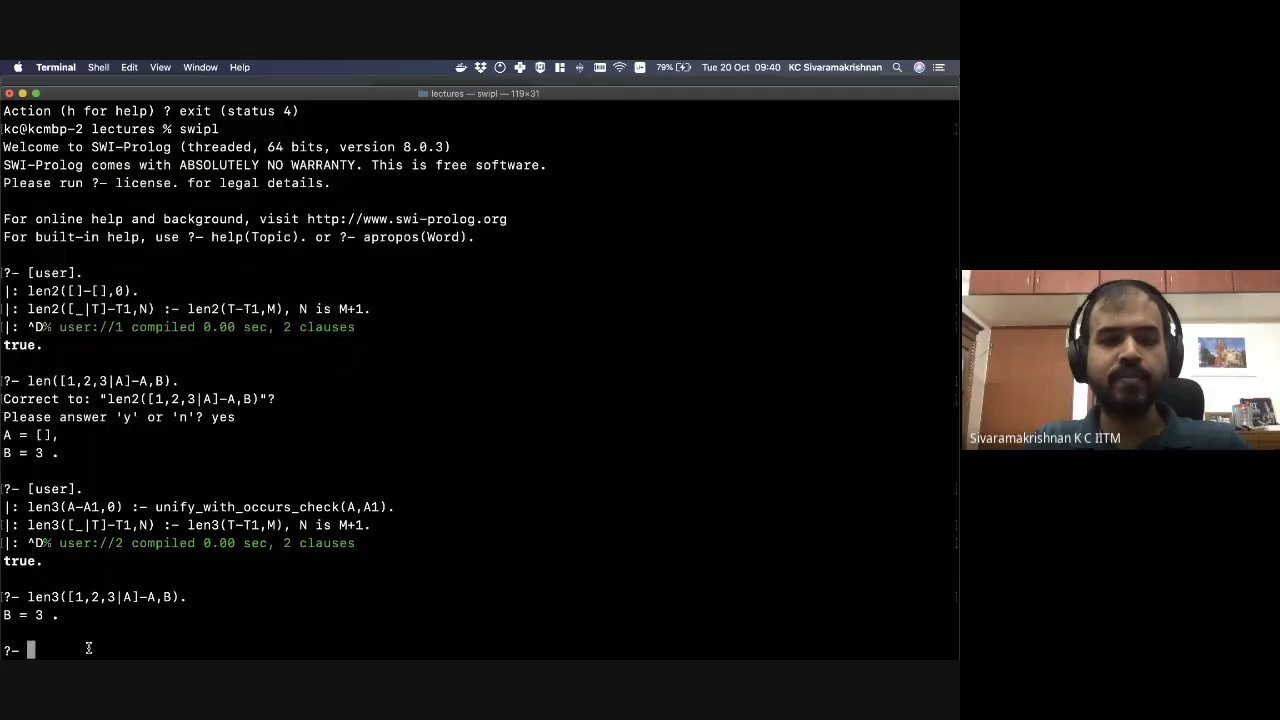 Terminal Shell Edit View Window Help 79% Tue 20 Oct 09:40 KC Sivaramakrishnan
lectures — swipl — 119×31
Action (h for help) ? exit (status 4)
kc@kcmbp-2 lectures % swipl
Welcome to SWI-Prolog (threaded, 64 bits, version 8.0.3)
SWI-Prolog comes with ABSOLUTELY NO WARRANTY. This is free software.
Please run ?- license. for legal details.
For online help and background, visit http://www.swi-prolog.org
For built-in help, use ?- help(Topic). or ?- apropos(Word).
?- [user].
|: len2([]-[],0).
|: len2([_|T]-T1,N) :- len2(T-T1,M), N is M+1.
|: ^D% user://1 compiled 0.00 sec, 2 clauses
true.
?- len([1,2,3|A]-A,B).
Correct to: "len2([1,2,3|A]-A,B)"?
Please answer 'y' or 'n'? yes
A = [],
B = 3 .
?- [user].
|: len3(A-A1,0) :- unify_with_occurs_check(A,A1).
|: len3([_|T]-T1,N) :- len3(T-T1,M), N is M+1.
|: ^D% user://2 compiled 0.00 sec, 2 clauses
true.
?- len3([1,2,3|A]-A,B).
B = 3 .
?-
Sivaramakrishnan K C IITM